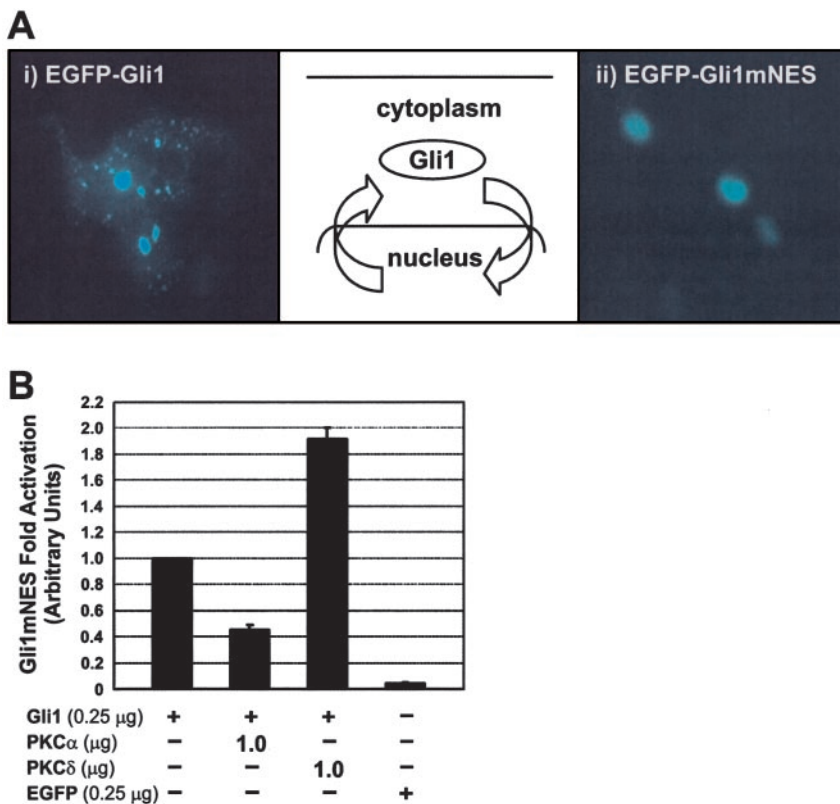 A
i) EGFP-Gli1
cytoplasm
Gli1
nucleus
ii) EGFP-Gli1mNES
B
Gli1mNES Fold Activation
(Arbitrary Units)
2.2
2.0
1.8
1.6
1.4
1.2
1.0
0.8
0.6
0.4
0.2
0
Gli1 (0.25 μg) + + + –
PKCα (μg) – 1.0 – –
PKCδ (μg) – – 1.0 –
EGFP (0.25 μg) – – – +